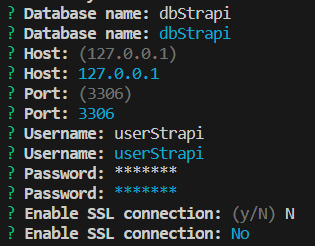 ? Database name: dbStrapi
? Database name: dbStrapi
? Host: (127.0.0.1)
? Host: 127.0.0.1
? Port: (3306)
? Port: 3306
? Username: userStrapi
? Username: userStrapi
? Password: *******
? Password: *******
? Enable SSL connection: (y/N) N
? Enable SSL connection: No